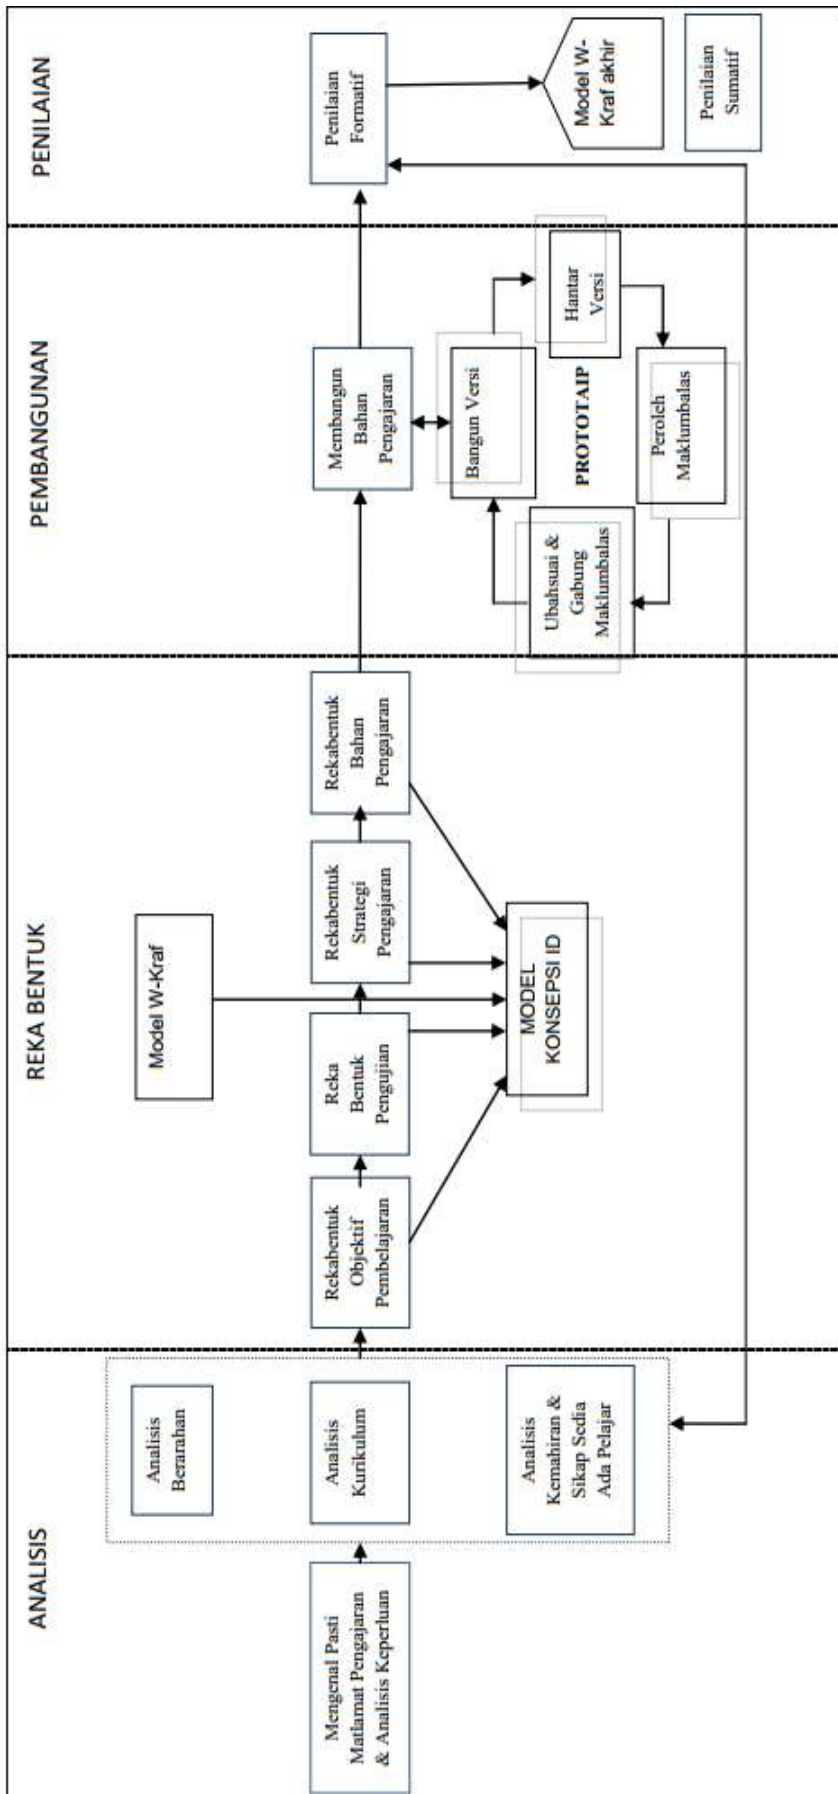 ANALISIS
REKA BENTUK
PEMBANGUNAN
PENILAIAN
Mengenal Pasti
Matlamat Pengajaran
& Analisis Keperluan
Analisis
Berarahan
Analisis
Kurikulum
Analisis
Kemahiran &
Sikap Sedia
Ada Pelajar
Model W-Kraf
Rekabentuk
Objektif
Pembelajaran
Reka
Bentuk
Pengujian
Rekabentuk
Strategi
Pengajaran
Rekabentuk
Bahan
Pengajaran
MODEL
KONSEPSI ID
Membangun
Bahan
Pengajaran
Bangun Versi
Hantar
Versi
PROTOTAIP
Ubahsuai &
Gabung
Maklumbalas
Peroleh
Maklumbalas
Penilaian
Formatif
Model W-
Kraf akhir
Penilaian
Sumatif